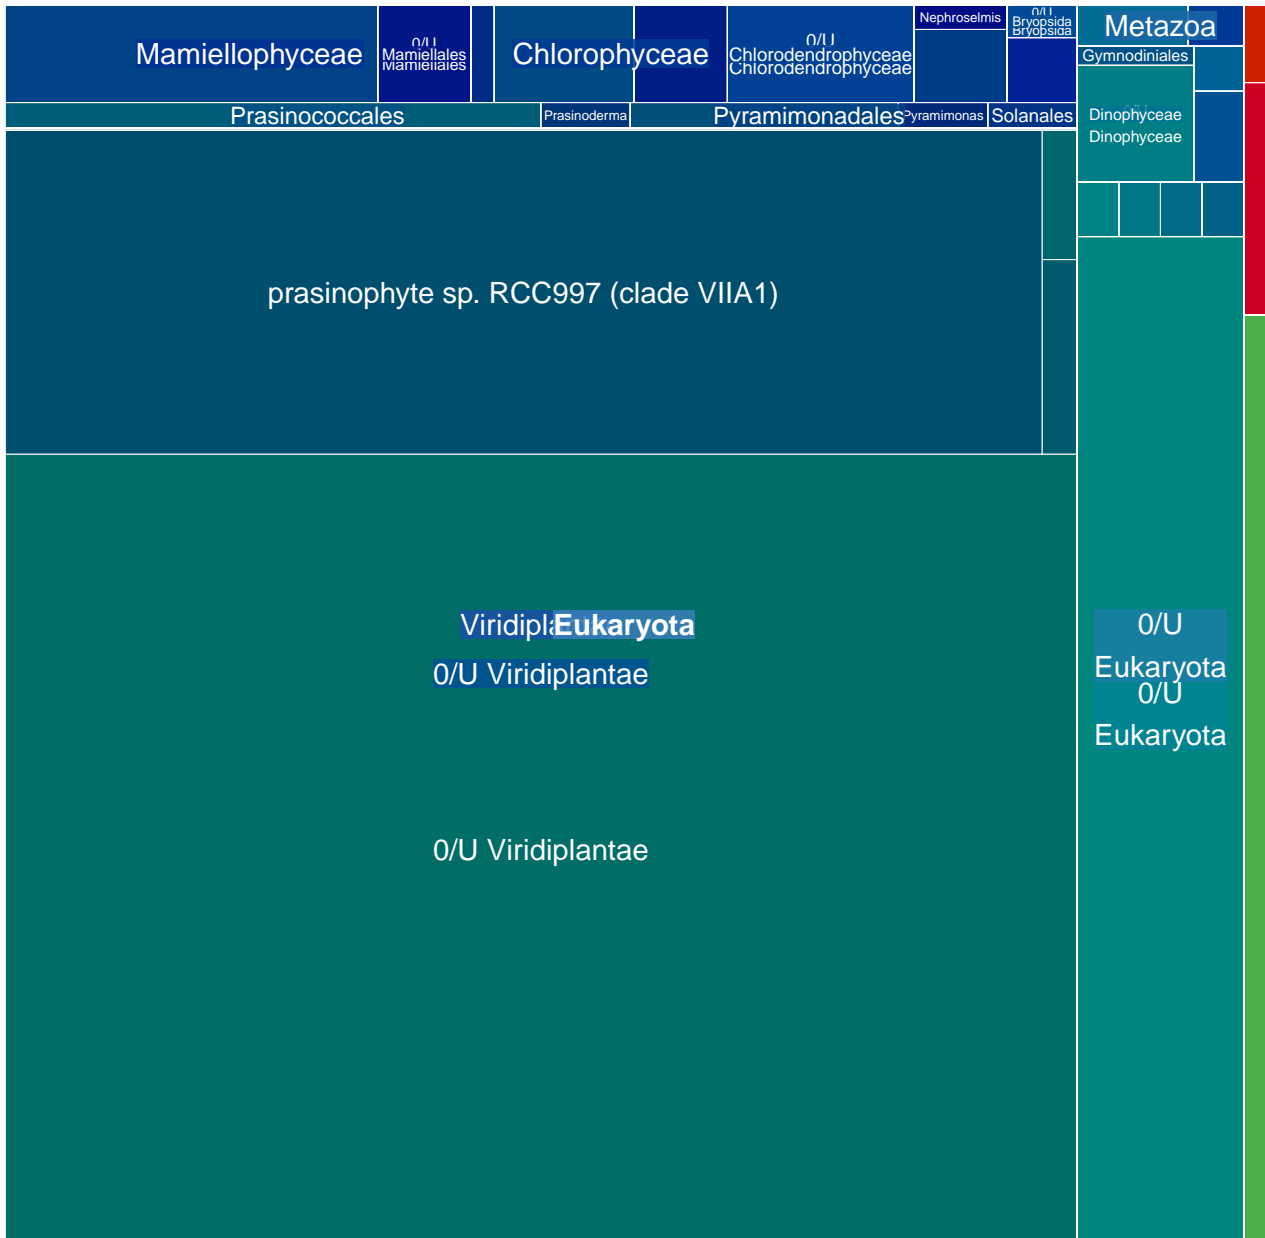 Mamiellophyceae
0/U
Mamiellales
Mamiellales
Chlorophyceae
0/U
Chlorodendrophyceae
Chlorodendrophyceae
Nephroselmis
0/U
Bryopsida
Bryopsida
Metazoa
Gymnodiniales
Dinophyceae
Dinophyceae
Prasinococcales
Prasinoderma
Pyramimonadales
Pyramimonas
Solanales
prasinophyte sp. RCC997 (clade VIIA1)
Eukaryota
0/U Viridiplantae
0/U Viridiplantae
0/U
Eukaryota
0/U
Eukaryota